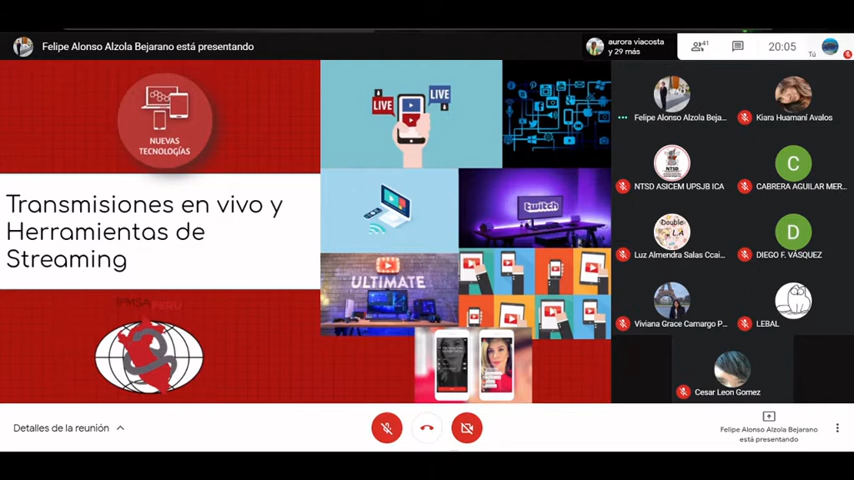 Felipe Alonso Alzola Bejarano está presentando
aurora viacosta
y 29 más
41
20:05
Tú
NUEVAS
TECNOLOGÍAS
LIVE
LIVE
Transmisiones en vivo y
Herramientas de
Streaming
twitch
ULTIMATE
IFMSA PERU
Felipe Alonso Alzola Beja...
Kiara Huamaní Avalos
NTSD
NTSD ASICEM UPSJB ICA
C
CABRERA AGUILAR MER...
Double
LA
Luz Almendra Salas Ccai...
D
DIEGO F. VÁSQUEZ
Viviana Grace Camargo P...
LEBAL
Cesar Leon Gomez
Detalles de la reunión
Felipe Alonso Alzola Bejarano
está presentando